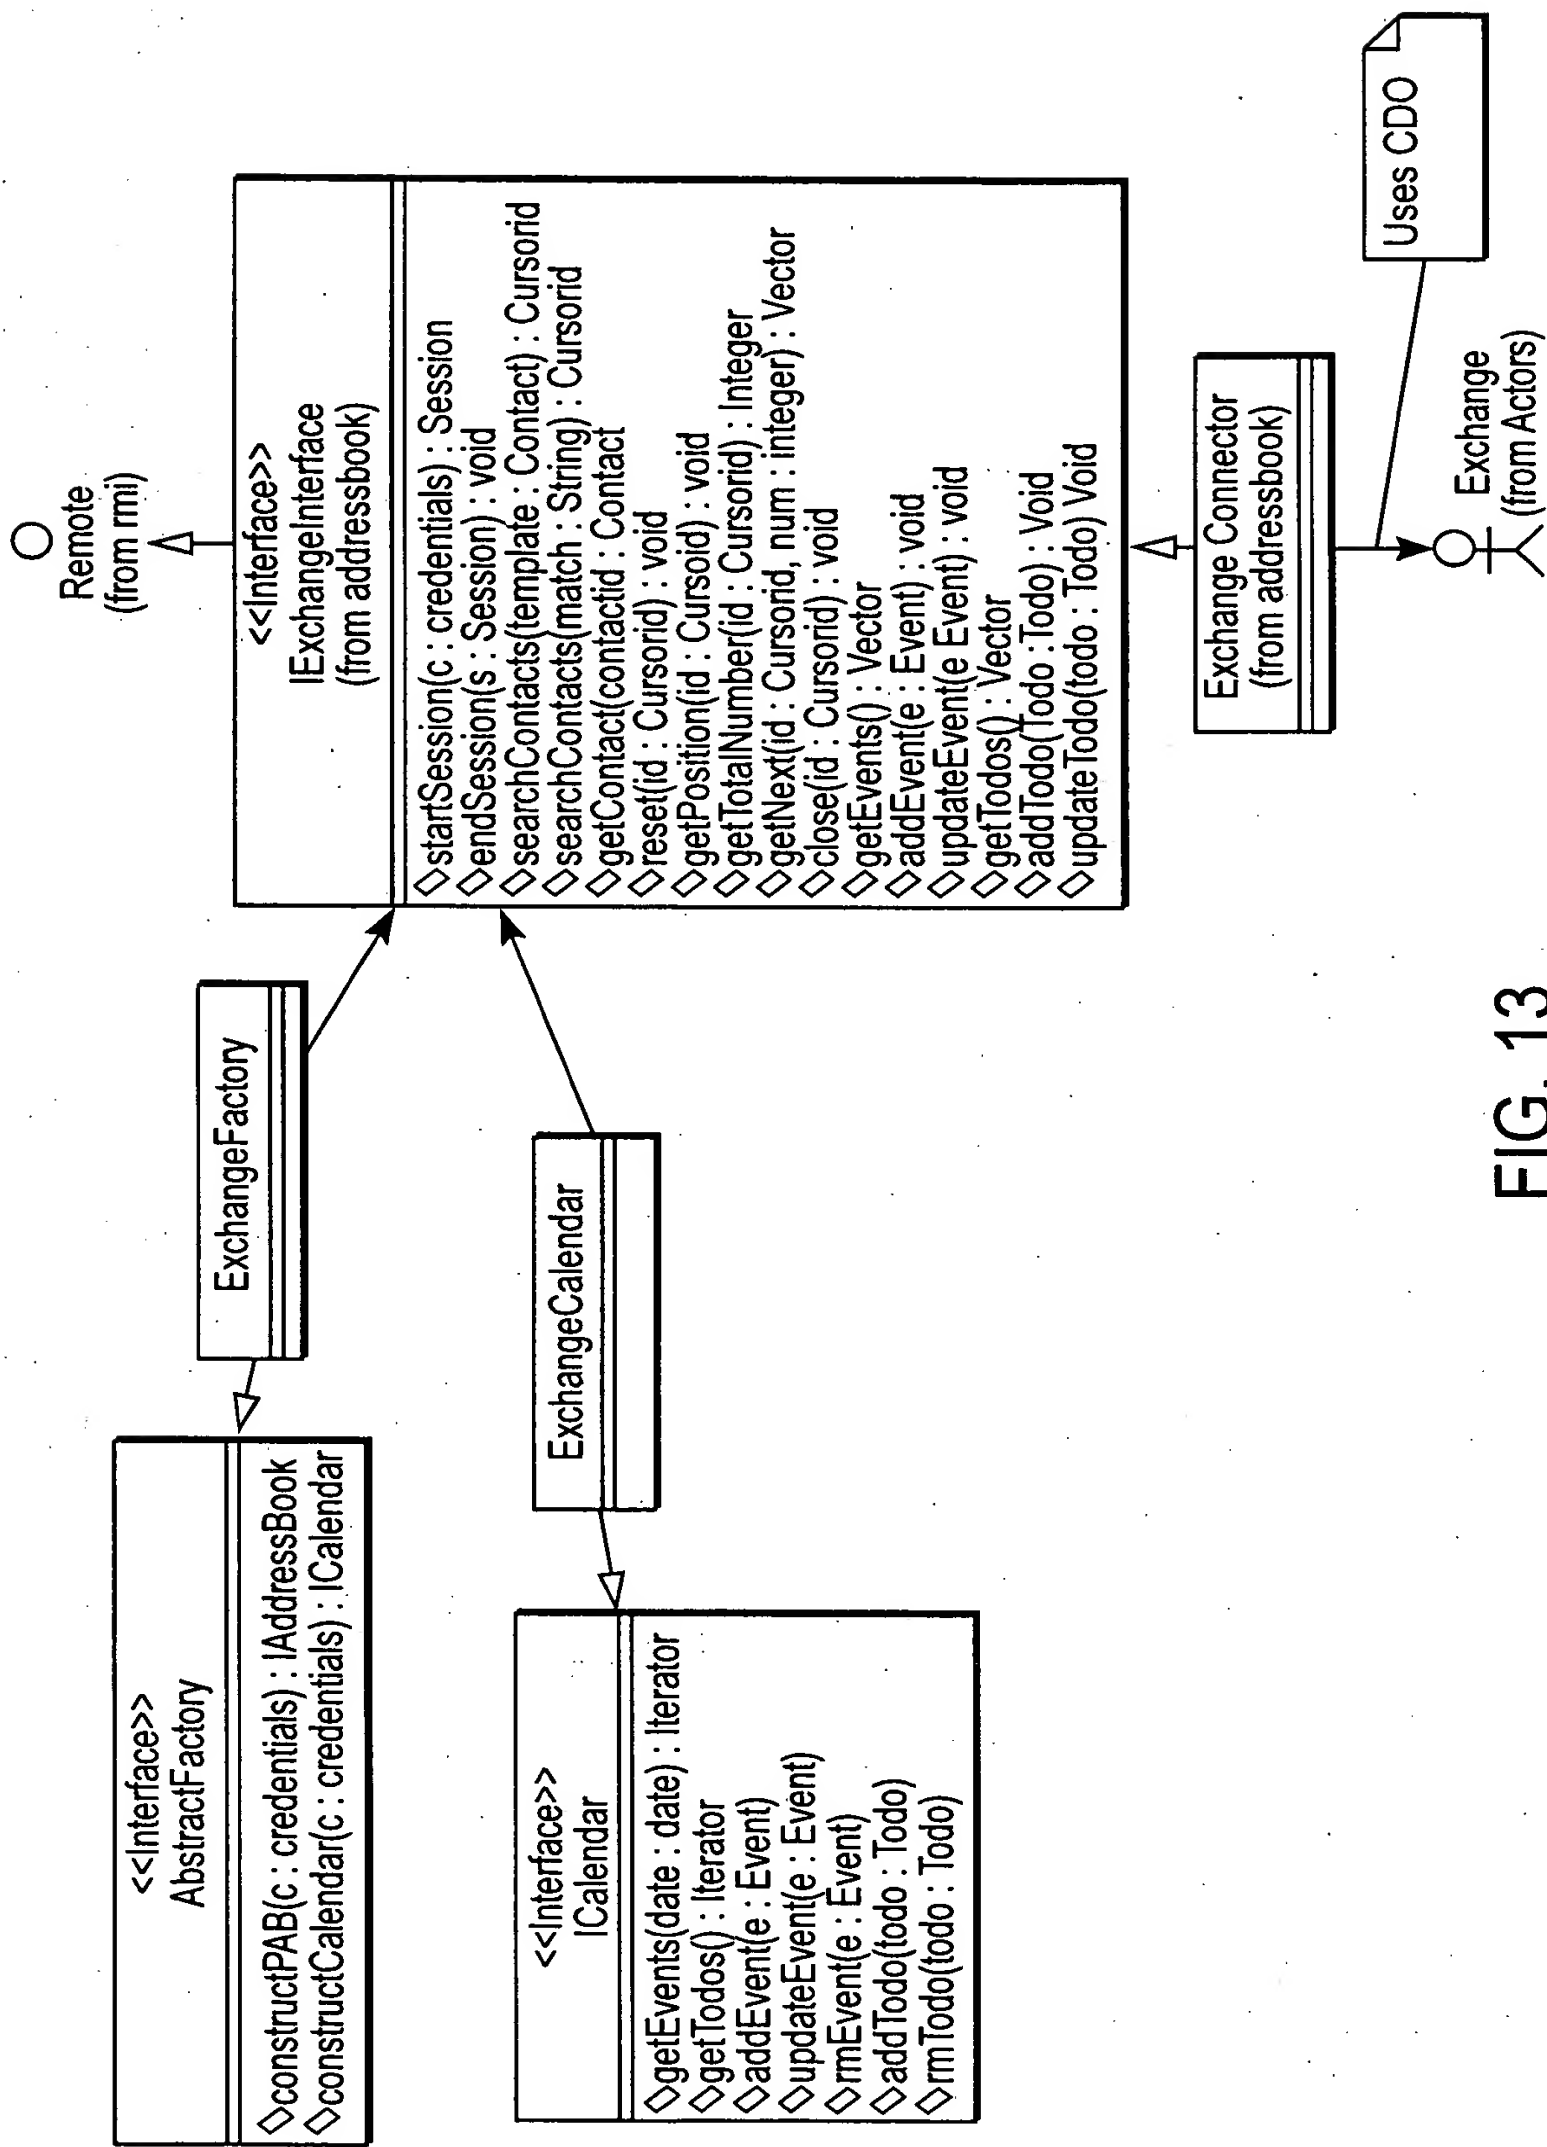 <<Interface>>
AbstractFactory
◇constructPAB(c : credentials) : IAddressBook
◇constructCalendar(c : credentials) : ICalendar
<<Interface>>
ICalendar
◇getEvents(date : date) : Iterator
◇getTodos() : Iterator
◇addEvent(e : Event)
◇updateEvent(e : Event)
◇rmEvent(e : Event)
◇addTodo(todo : Todo)
◇rmTodo(todo : Todo)
ExchangeFactory
ExchangeCalendar
Remote
(from rmi)
<<Interface>>
IExchangeInterface
(from addressbook)
◇startSession(c : credentials) : Session
◇endSession(s : Session) : void
◇searchContacts(template : Contact) : Cursorid
◇searchContacts(match : String) : Cursorid
◇getContact(contactid : Contact
◇reset(id : Cursorid) : void
◇getPosition(id : Cursoid) : void
◇getTotalNumber(id : Cursorid) : Integer
◇getNext(id : Cursorid, num : integer) : Vector
◇close(id : Cursorid) : void
◇getEvents() : Vector
◇addEvent(e : Event) : void
◇updateEvent(e Event) : void
◇getTodos() : Vector
◇addTodo(Todo : Todo) : Void
◇updateTodo(todo : Todo) Void
Exchange Connector
(from addressbook)
Uses CDO
Exchange
(from Actors)
FIG. 13